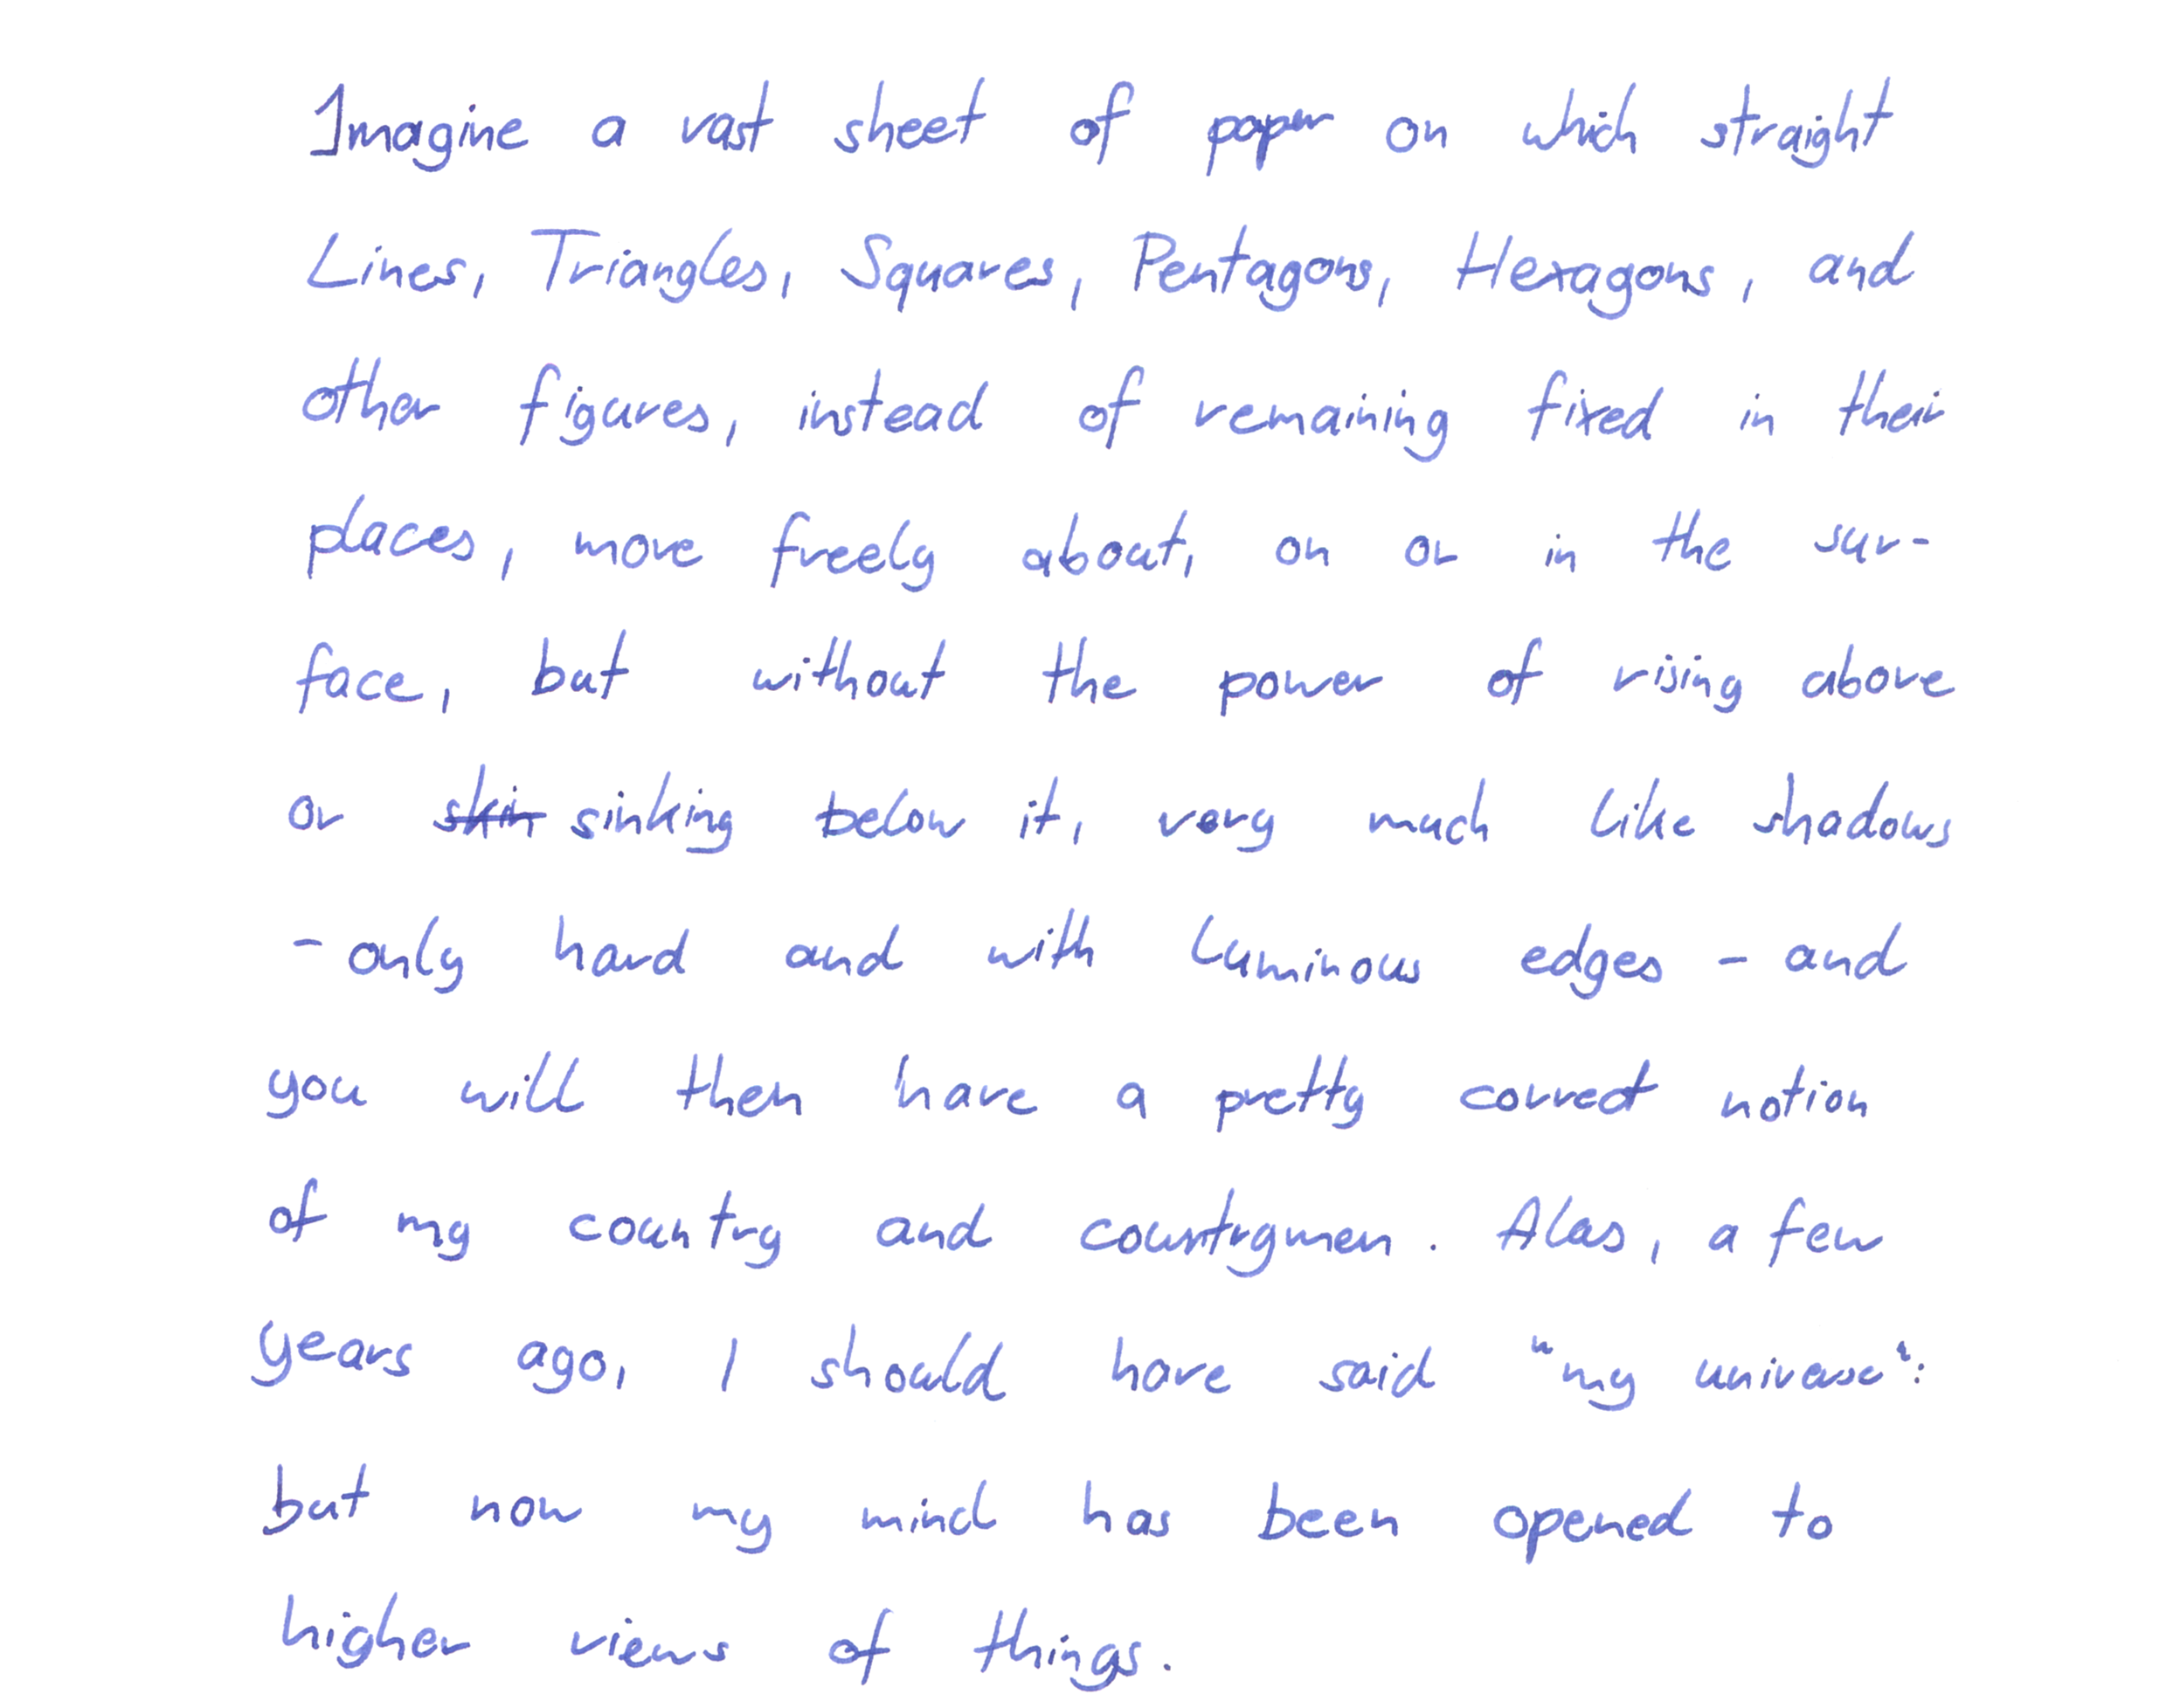 Imagine a vast sheet of paper on which straight
Lines, Triangles, Squares, Pentagons, Hexagons, and
other figures, instead of remaining fixed in their
places, move freely about, on or in the sur-
face, but without the power of rising above
or skin sinking below it, very much like shadows
- only hard and with luminous edges - and
you will then have a pretty correct notion
of my country and countrymen. Alas, a few
years ago, I should have said "my universe":
but now my mind has been opened to
higher views of things.